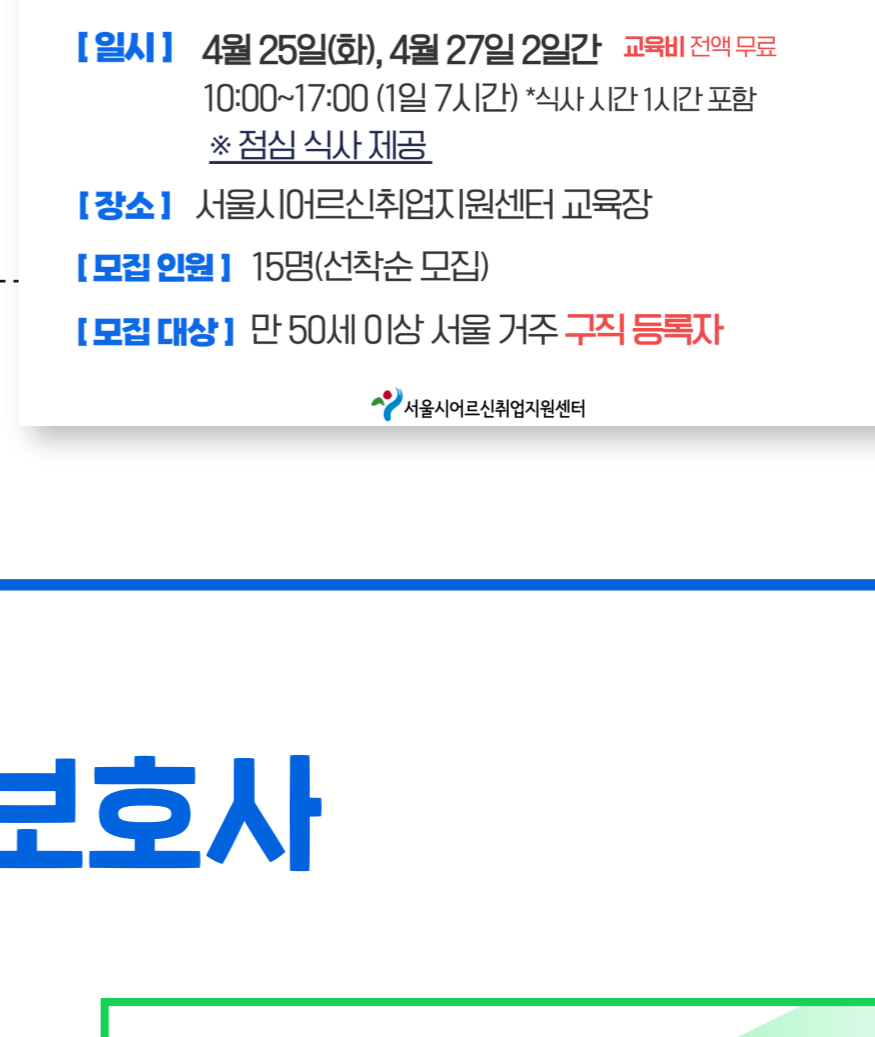 [ 일시 ] 4월 25일(화), 4월 27일 2일간 교육비 전액 무료
10:00~17:00 (1일 7시간) *식사 시간 1시간 포함
※ 점심 식사 제공
[ 장소 ] 서울시어르신취업지원센터 교육장
[ 모집 인원 ] 15명(선착순 모집)
[ 모집 대상 ] 만 50세 이상 서울 거주 구직 등록자
서울시어르신취업지원센터
보호사